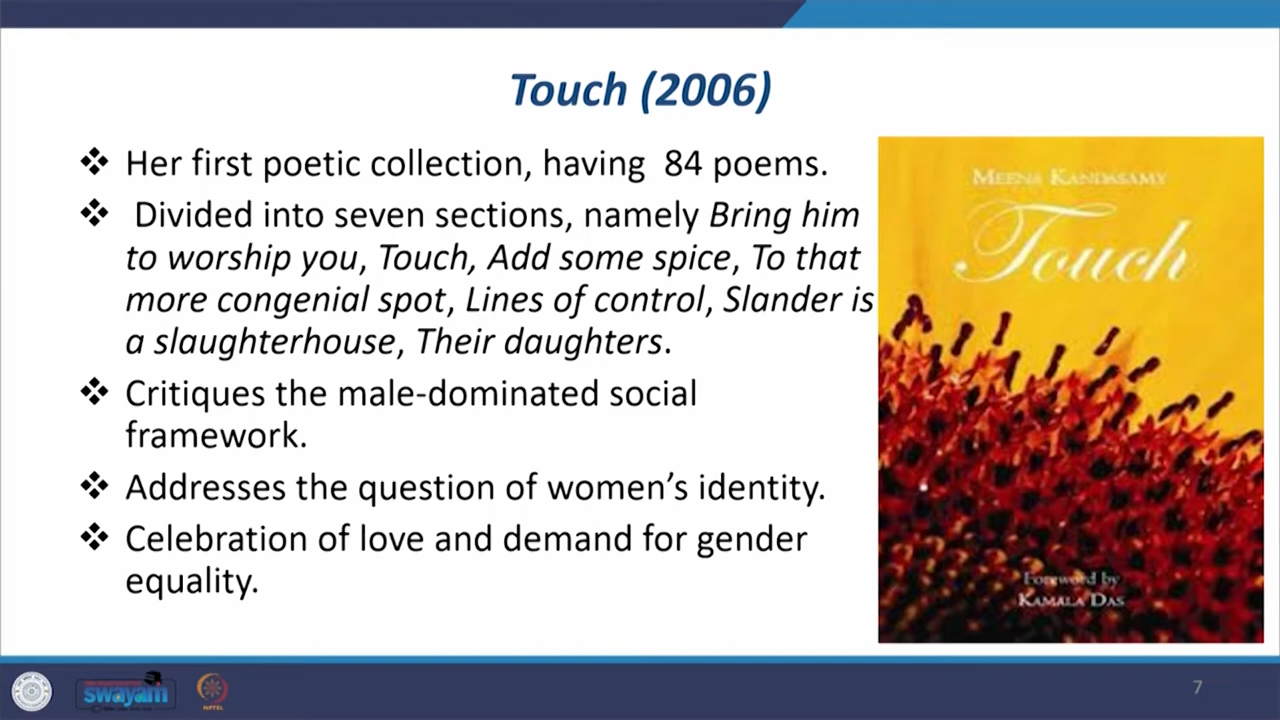 Touch (2006)
❖ Her first poetic collection, having 84 poems.
❖ Divided into seven sections, namely Bring him
to worship you, Touch, Add some spice, To that
more congenial spot, Lines of control, Slander is
a slaughterhouse, Their daughters.
❖ Critiques the male-dominated social
framework.
❖ Addresses the question of women's identity.
❖ Celebration of love and demand for gender
equality.
MEENA KANDASAMY
Touch
Foreword by
KAMALA DAS
swayam
NPTEL
7